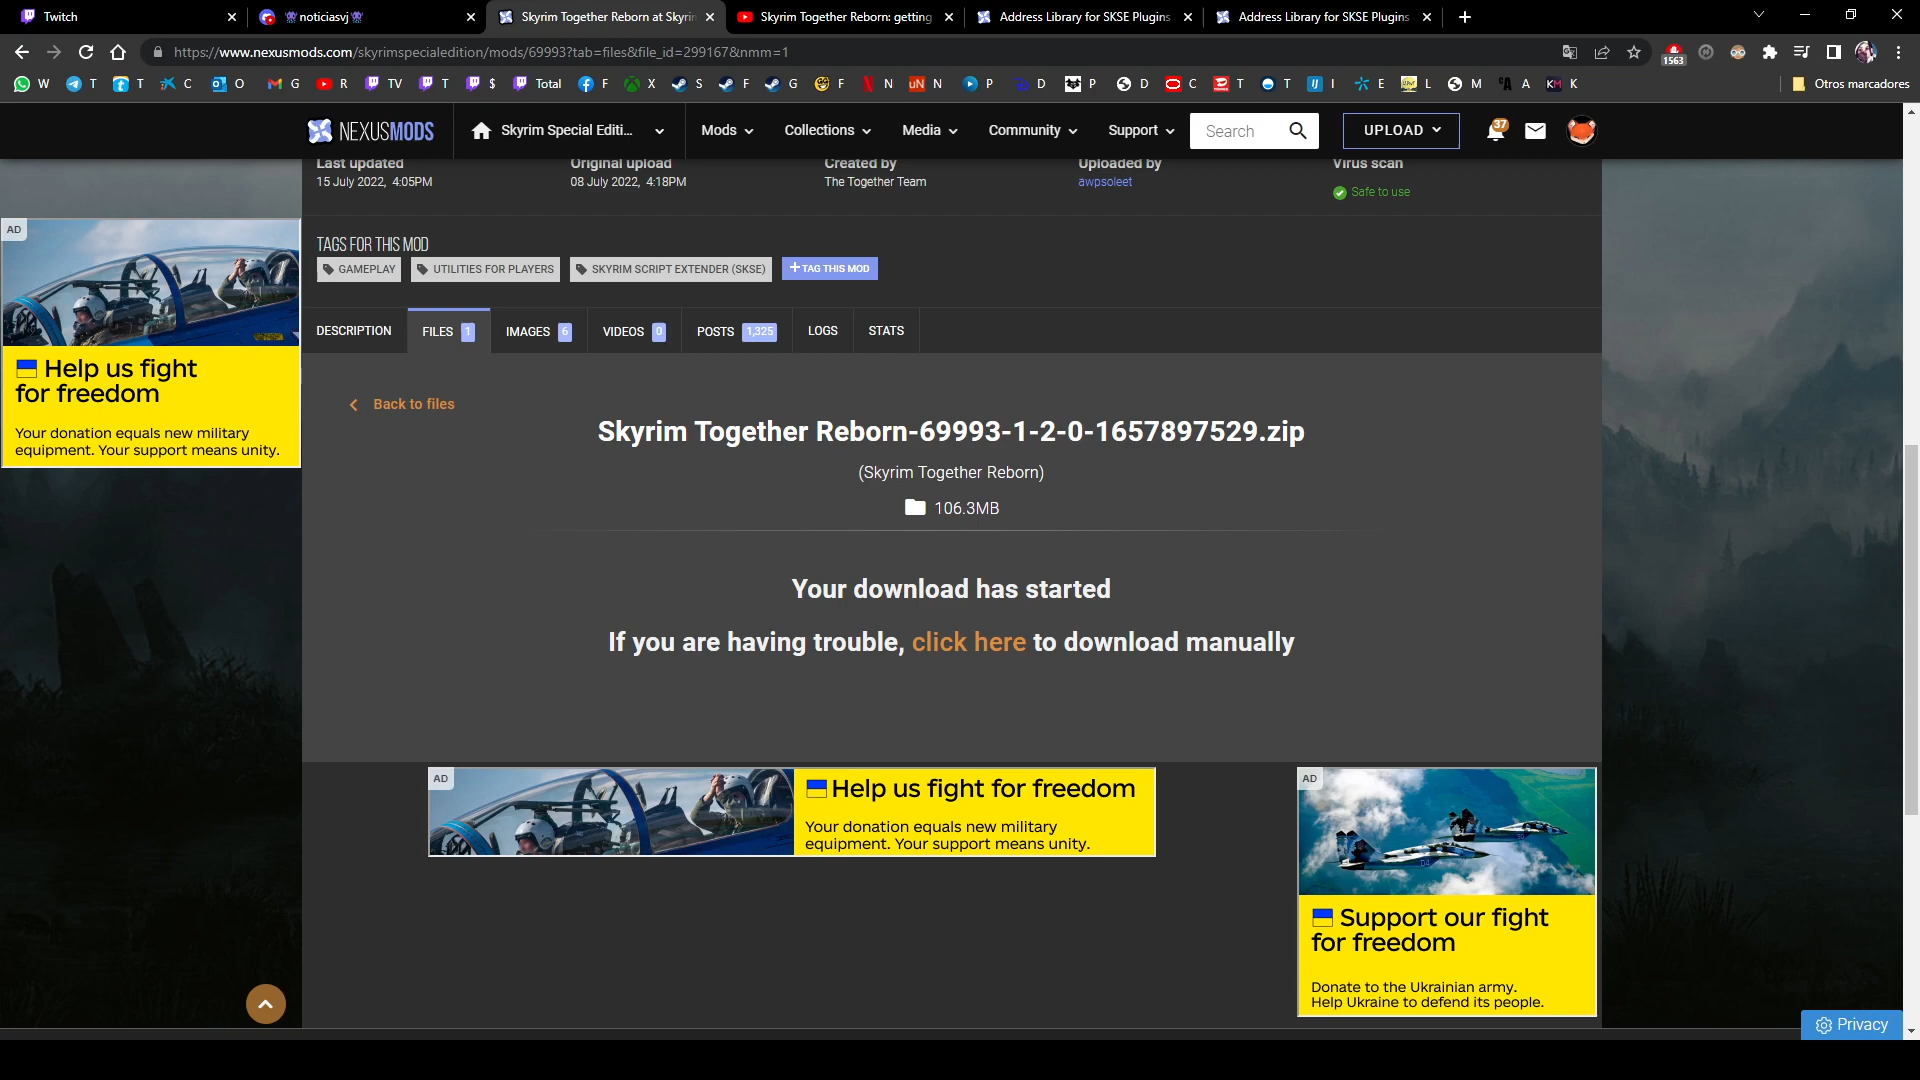 Twitch
noticiasvj
Skyrim Together Reborn at Skyrim
Skyrim Together Reborn: getting
Address Library for SKSE Plugins
Address Library for SKSE Plugins
https://www.nexusmods.com/skyrimspecialedition/mods/69993?tab=files&file_id=299167&nmm=1
1563
W T T C O G R TV T $ Total F X S F G F N N P D P D C T T I E L M A K Otros marcadores
NEXUSMODS
Skyrim Special Editi...
Mods
Collections
Media
Community
Support
Search
UPLOAD
37
Last updated
15 July 2022, 4:05PM
Original upload
08 July 2022, 4:18PM
Created by
The Together Team
Uploaded by
awpsoleet
Virus scan
Safe to use
TAGS FOR THIS MOD
GAMEPLAY
UTILITIES FOR PLAYERS
SKYRIM SCRIPT EXTENDER (SKSE)
+TAG THIS MOD
DESCRIPTION
FILES 1
IMAGES 6
VIDEOS 0
POSTS 1,325
LOGS
STATS
AD
Help us fight
for freedom
Your donation equals new military
equipment. Your support means unity.
Back to files
Skyrim Together Reborn-69993-1-2-0-1657897529.zip
(Skyrim Together Reborn)
106.3MB
Your download has started
If you are having trouble, click here to download manually
AD
Help us fight for freedom
Your donation equals new military
equipment. Your support means unity.
AD
Support our fight
for freedom
Donate to the Ukrainian army.
Help Ukraine to defend its people.
Privacy